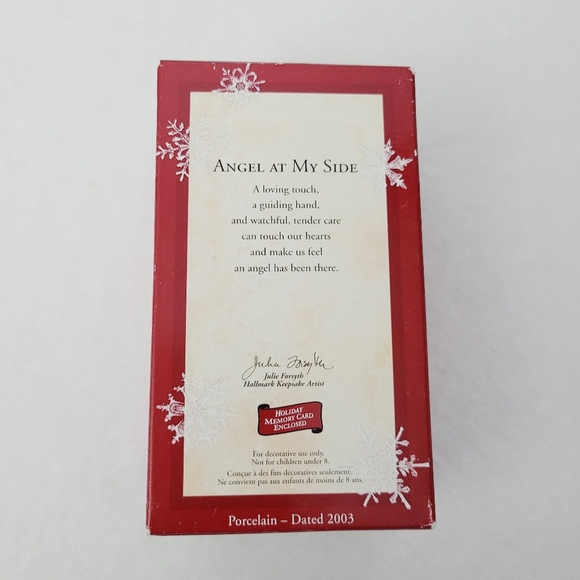 ANGEL AT MY SIDE
A loving touch,
a guiding hand,
and watchful, tender care
can touch our hearts
and make us feel
an angel has been there.
Julie Forsyth
Julie Forsyth
Hallmark Keepsake Artist
HOLIDAY
MEMORY CARD
ENCLOSED
For decorative use only.
Not for children under 8.
Conçue à des fins décoratives seulement.
Ne convient pas aux enfants de moins de 8 ans.
Porcelain – Dated 2003